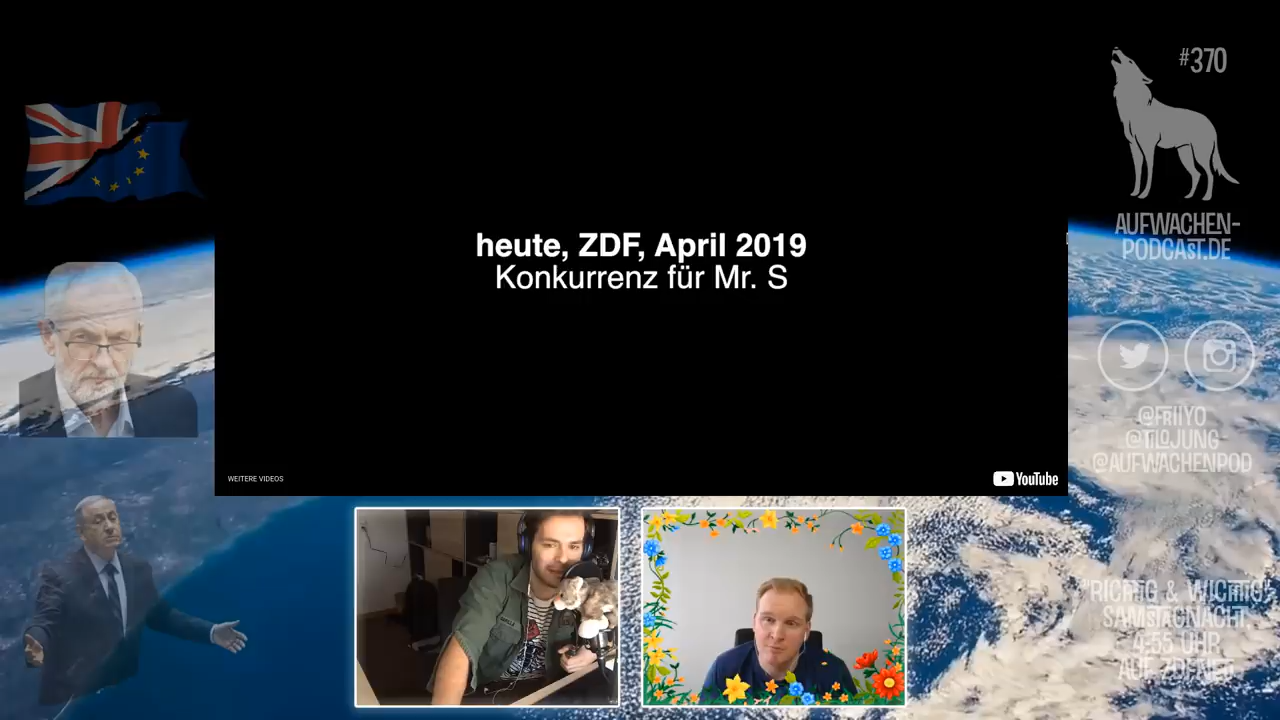 #370
AUFWACHEN-
PODCAST.DE
heute, ZDF, April 2019
Konkurrenz für Mr. S
@FRIIYO
@TILOJUNG
@AUFWACHENPOD
WEITERE VIDEOS
YouTube
"RICHTIG & WICHTIG"
SAMSTAGNACHT,
4:55 UHR
AUF ZDFNEO